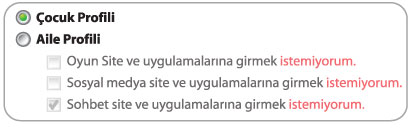 Çocuk Profili
Aile Profili
Oyun Site ve uygulamalarına girmek istemiyorum.
Sosyal medya site ve uygulamalarına girmek istemiyorum.
Sohbet site ve uygulamalarına girmek istemiyorum.